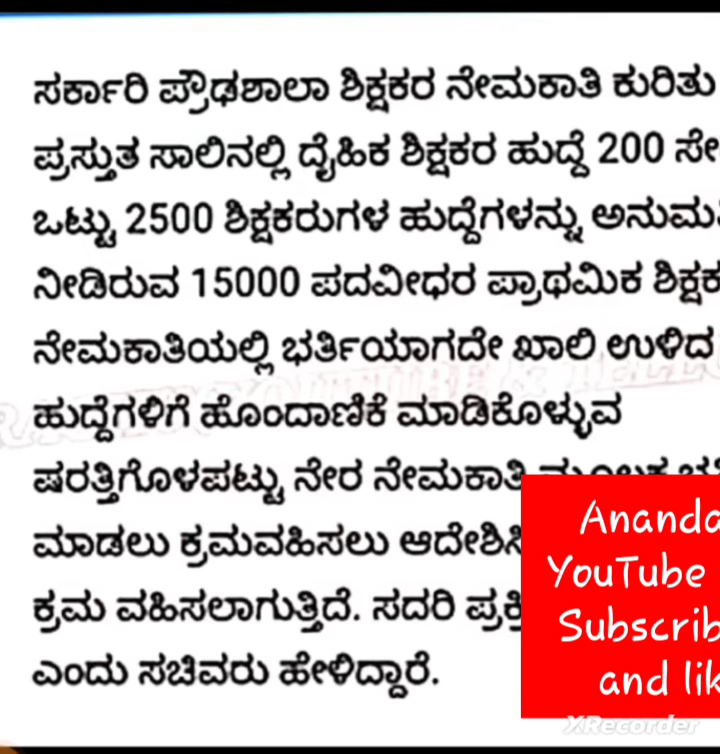 ಸರ್ಕಾರಿ ಪ್ರೌಢಶಾಲಾ ಶಿಕ್ಷಕರ ನೇಮಕಾತಿ ಕುರಿತು
ಪ್ರಸ್ತುತ ಸಾಲಿನಲ್ಲಿ ದೈಹಿಕ ಶಿಕ್ಷಕರ ಹುದ್ದೆ 200 ಸೇ
ಒಟ್ಟು 2500 ಶಿಕ್ಷಕರುಗಳ ಹುದ್ದೆಗಳನ್ನು ಅನುಮ
ನೀಡಿರುವ 15000 ಪದವೀಧರ ಪ್ರಾಥಮಿಕ ಶಿಕ್ಷಕ
ನೇಮಕಾತಿಯಲ್ಲಿ ಭರ್ತಿಯಾಗದೇ ಖಾಲಿ ಉಳಿದ
ಹುದ್ದೆಗಳಿಗೆ ಹೊಂದಾಣಿಕೆ ಮಾಡಿಕೊಳ್ಳುವ
ಷರತ್ತಿಗೊಳಪಟ್ಟು ನೇರ ನೇಮಕಾತಿ
ಮಾಡಲು ಕ್ರಮವಹಿಸಲು ಆದೇಶಿಸಿ
ಕ್ರಮ ವಹಿಸಲಾಗುತ್ತಿದೆ. ಸದರಿ ಪ್ರಕ್ರಿ
ಎಂದು ಸಚಿವರು ಹೇಳಿದ್ದಾರೆ.
Ananda
YouTube
Subscrib
and lik
XRecorder